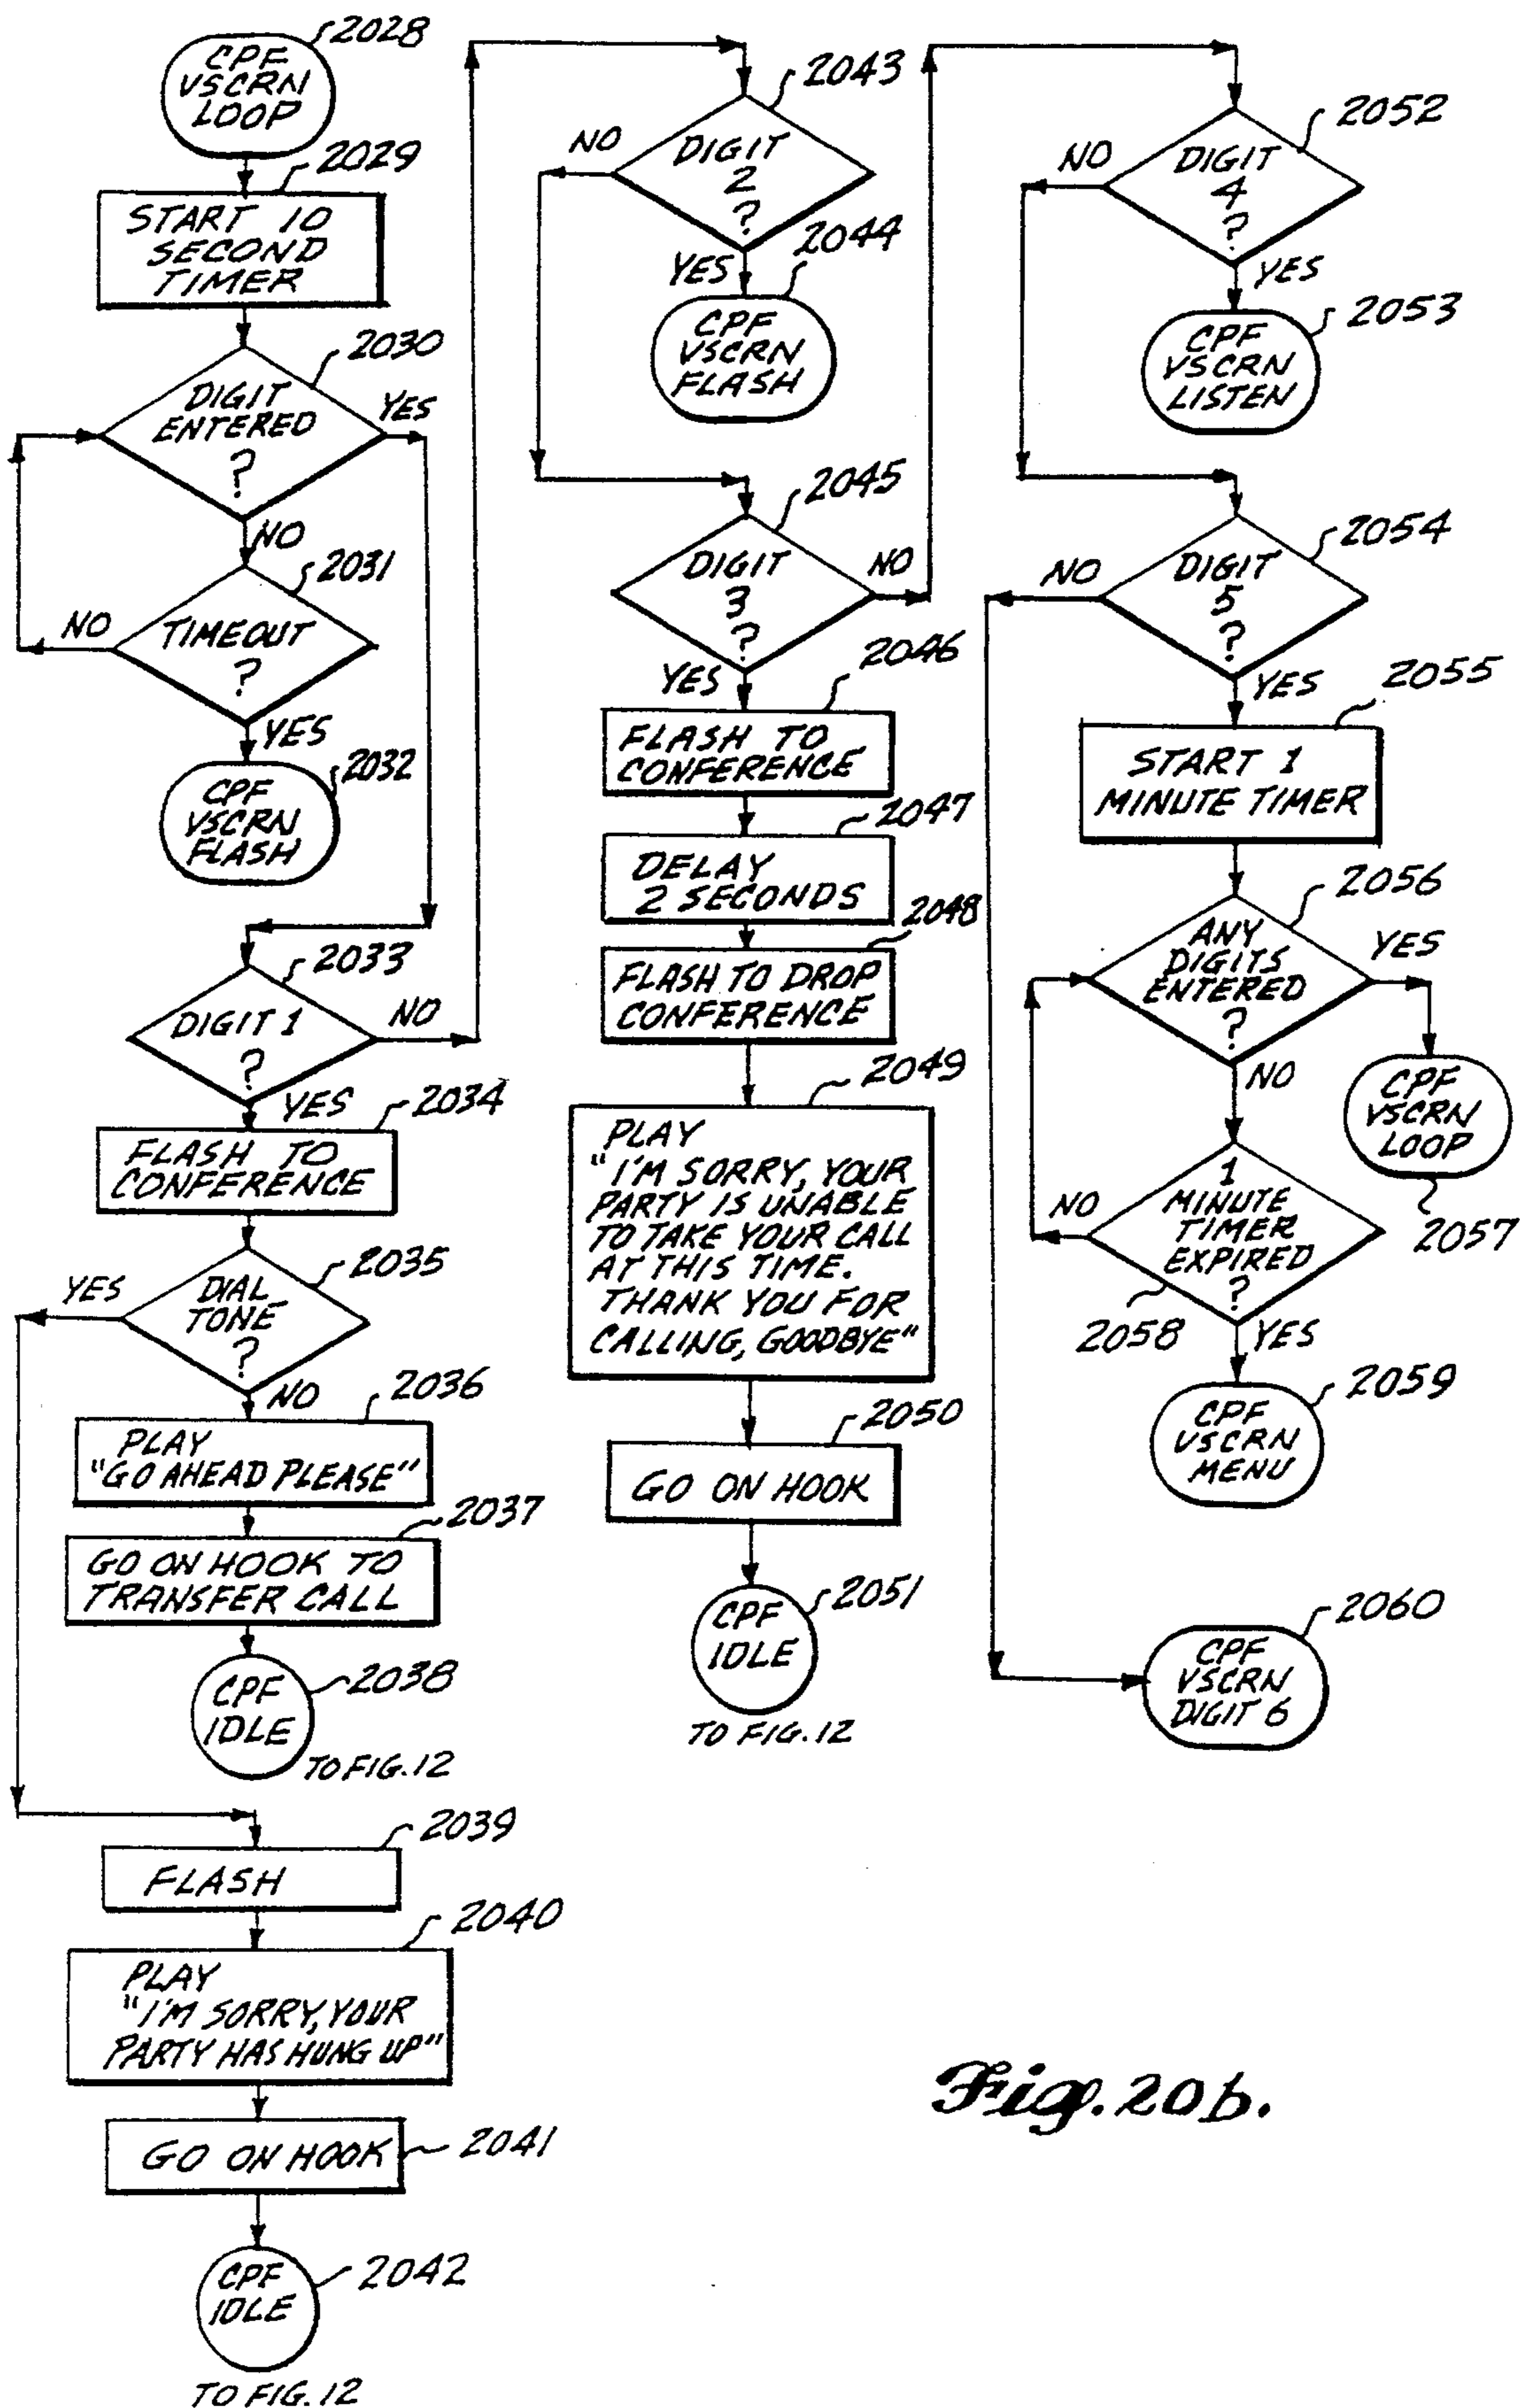 2028
CPF
VSCRN
LOOP
2029
START 10
SECOND
TIMER
2030
DIGIT
ENTERED
?
YES
NO
2031
TIMEOUT
?
NO
YES
2032
CPF
VSCRN
FLASH
2033
DIGIT 1
?
NO
YES
2034
FLASH TO
CONFERENCE
2035
DIAL
TONE
?
YES
NO
2036
PLAY
"GO AHEAD PLEASE"
2037
GO ON HOOK TO
TRANSFER CALL
2038
CPF
IDLE
TO FIG. 12
2039
FLASH
2040
PLAY
"I'M SORRY, YOUR
PARTY HAS HUNG UP"
2041
GO ON HOOK
2042
CPF
IDLE
TO FIG. 12
2043
DIGIT
2
?
NO
YES
2044
CPF
VSCRN
FLASH
2045
DIGIT
3
?
NO
YES
2046
FLASH TO
CONFERENCE
2047
DELAY
2 SECONDS
2048
FLASH TO DROP
CONFERENCE
2049
PLAY
"I'M SORRY, YOUR
PARTY IS UNABLE
TO TAKE YOUR CALL
AT THIS TIME.
THANK YOU FOR
CALLING, GOODBYE"
2050
GO ON HOOK
2051
CPF
IDLE
TO FIG. 12
2052
DIGIT
4
?
NO
YES
2053
CPF
VSCRN
LISTEN
2054
DIGIT
5
?
NO
YES
2055
START 1
MINUTE TIMER
2056
ANY
DIGITS
ENTERED
?
YES
NO
CPF
VSCRN
LOOP
2057
1
MINUTE
TIMER
EXPIRED
?
NO
2058
YES
2059
CPF
VSCRN
MENU
2060
CPF
VSCRN
DIGIT 6
Fig. 20b.